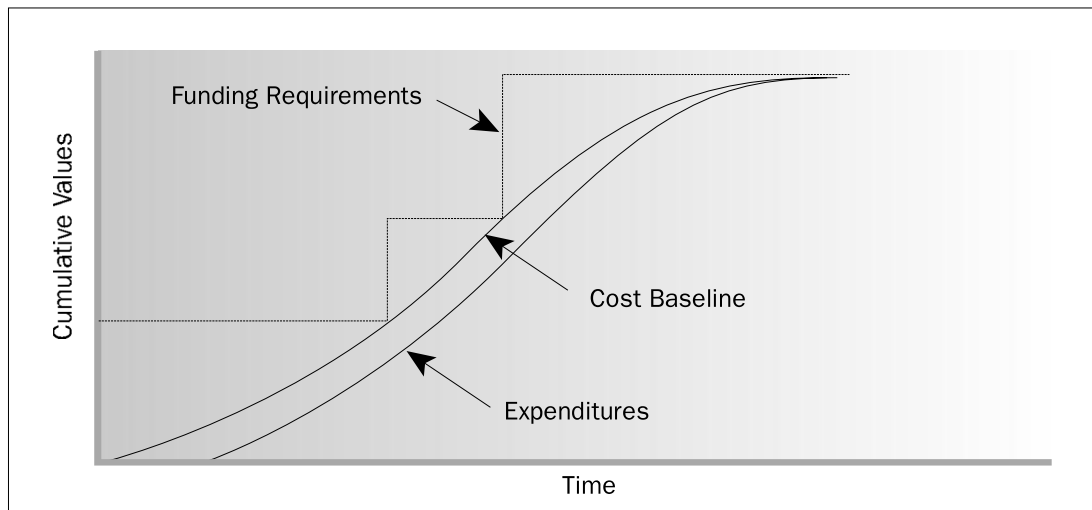 Funding Requirements
Cumulative Values
Cost Baseline
Expenditures
Time